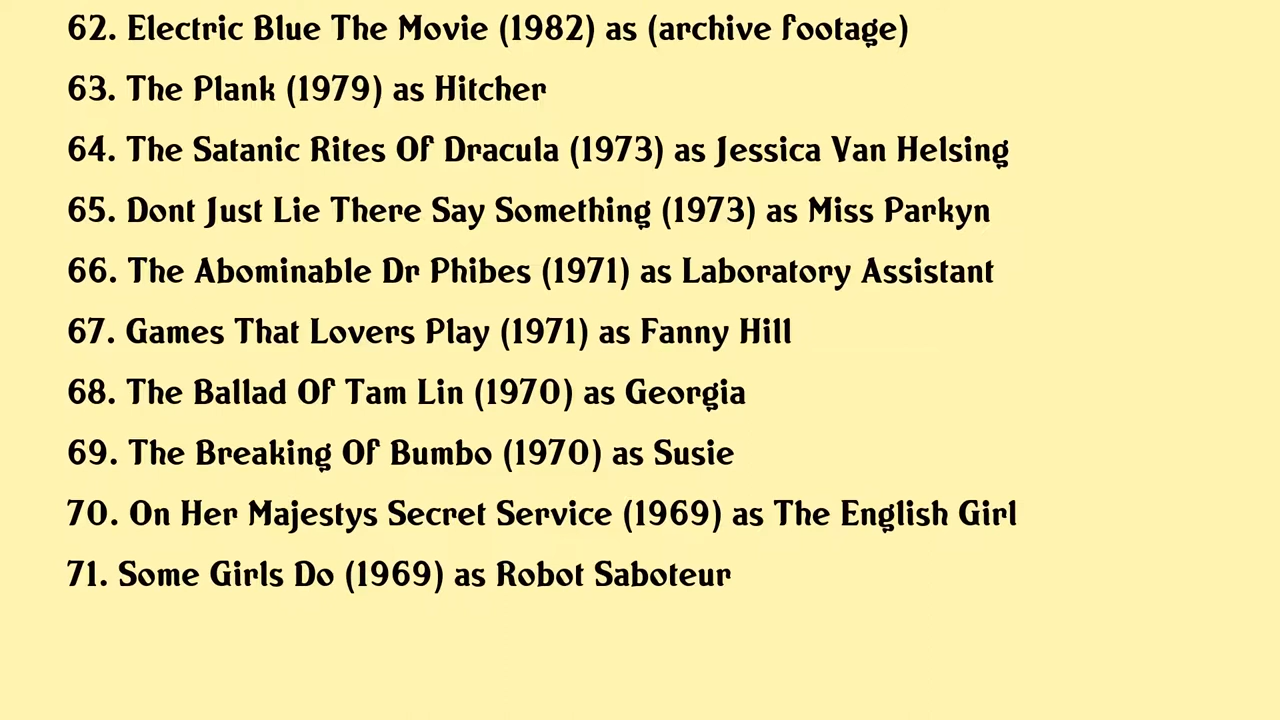 62. Electric Blue The Movie (1982) as (archive footage)
63. The Plank (1979) as Hitcher
64. The Satanic Rites Of Dracula (1973) as Jessica Van Helsing
65. Dont Just Lie There Say Something (1973) as Miss Parkyn
66. The Abominable Dr Phibes (1971) as Laboratory Assistant
67. Games That Lovers Play (1971) as Fanny Hill
68. The Ballad Of Tam Lin (1970) as Georgia
69. The Breaking Of Bumbo (1970) as Susie
70. On Her Majestys Secret Service (1969) as The English Girl
71. Some Girls Do (1969) as Robot Saboteur